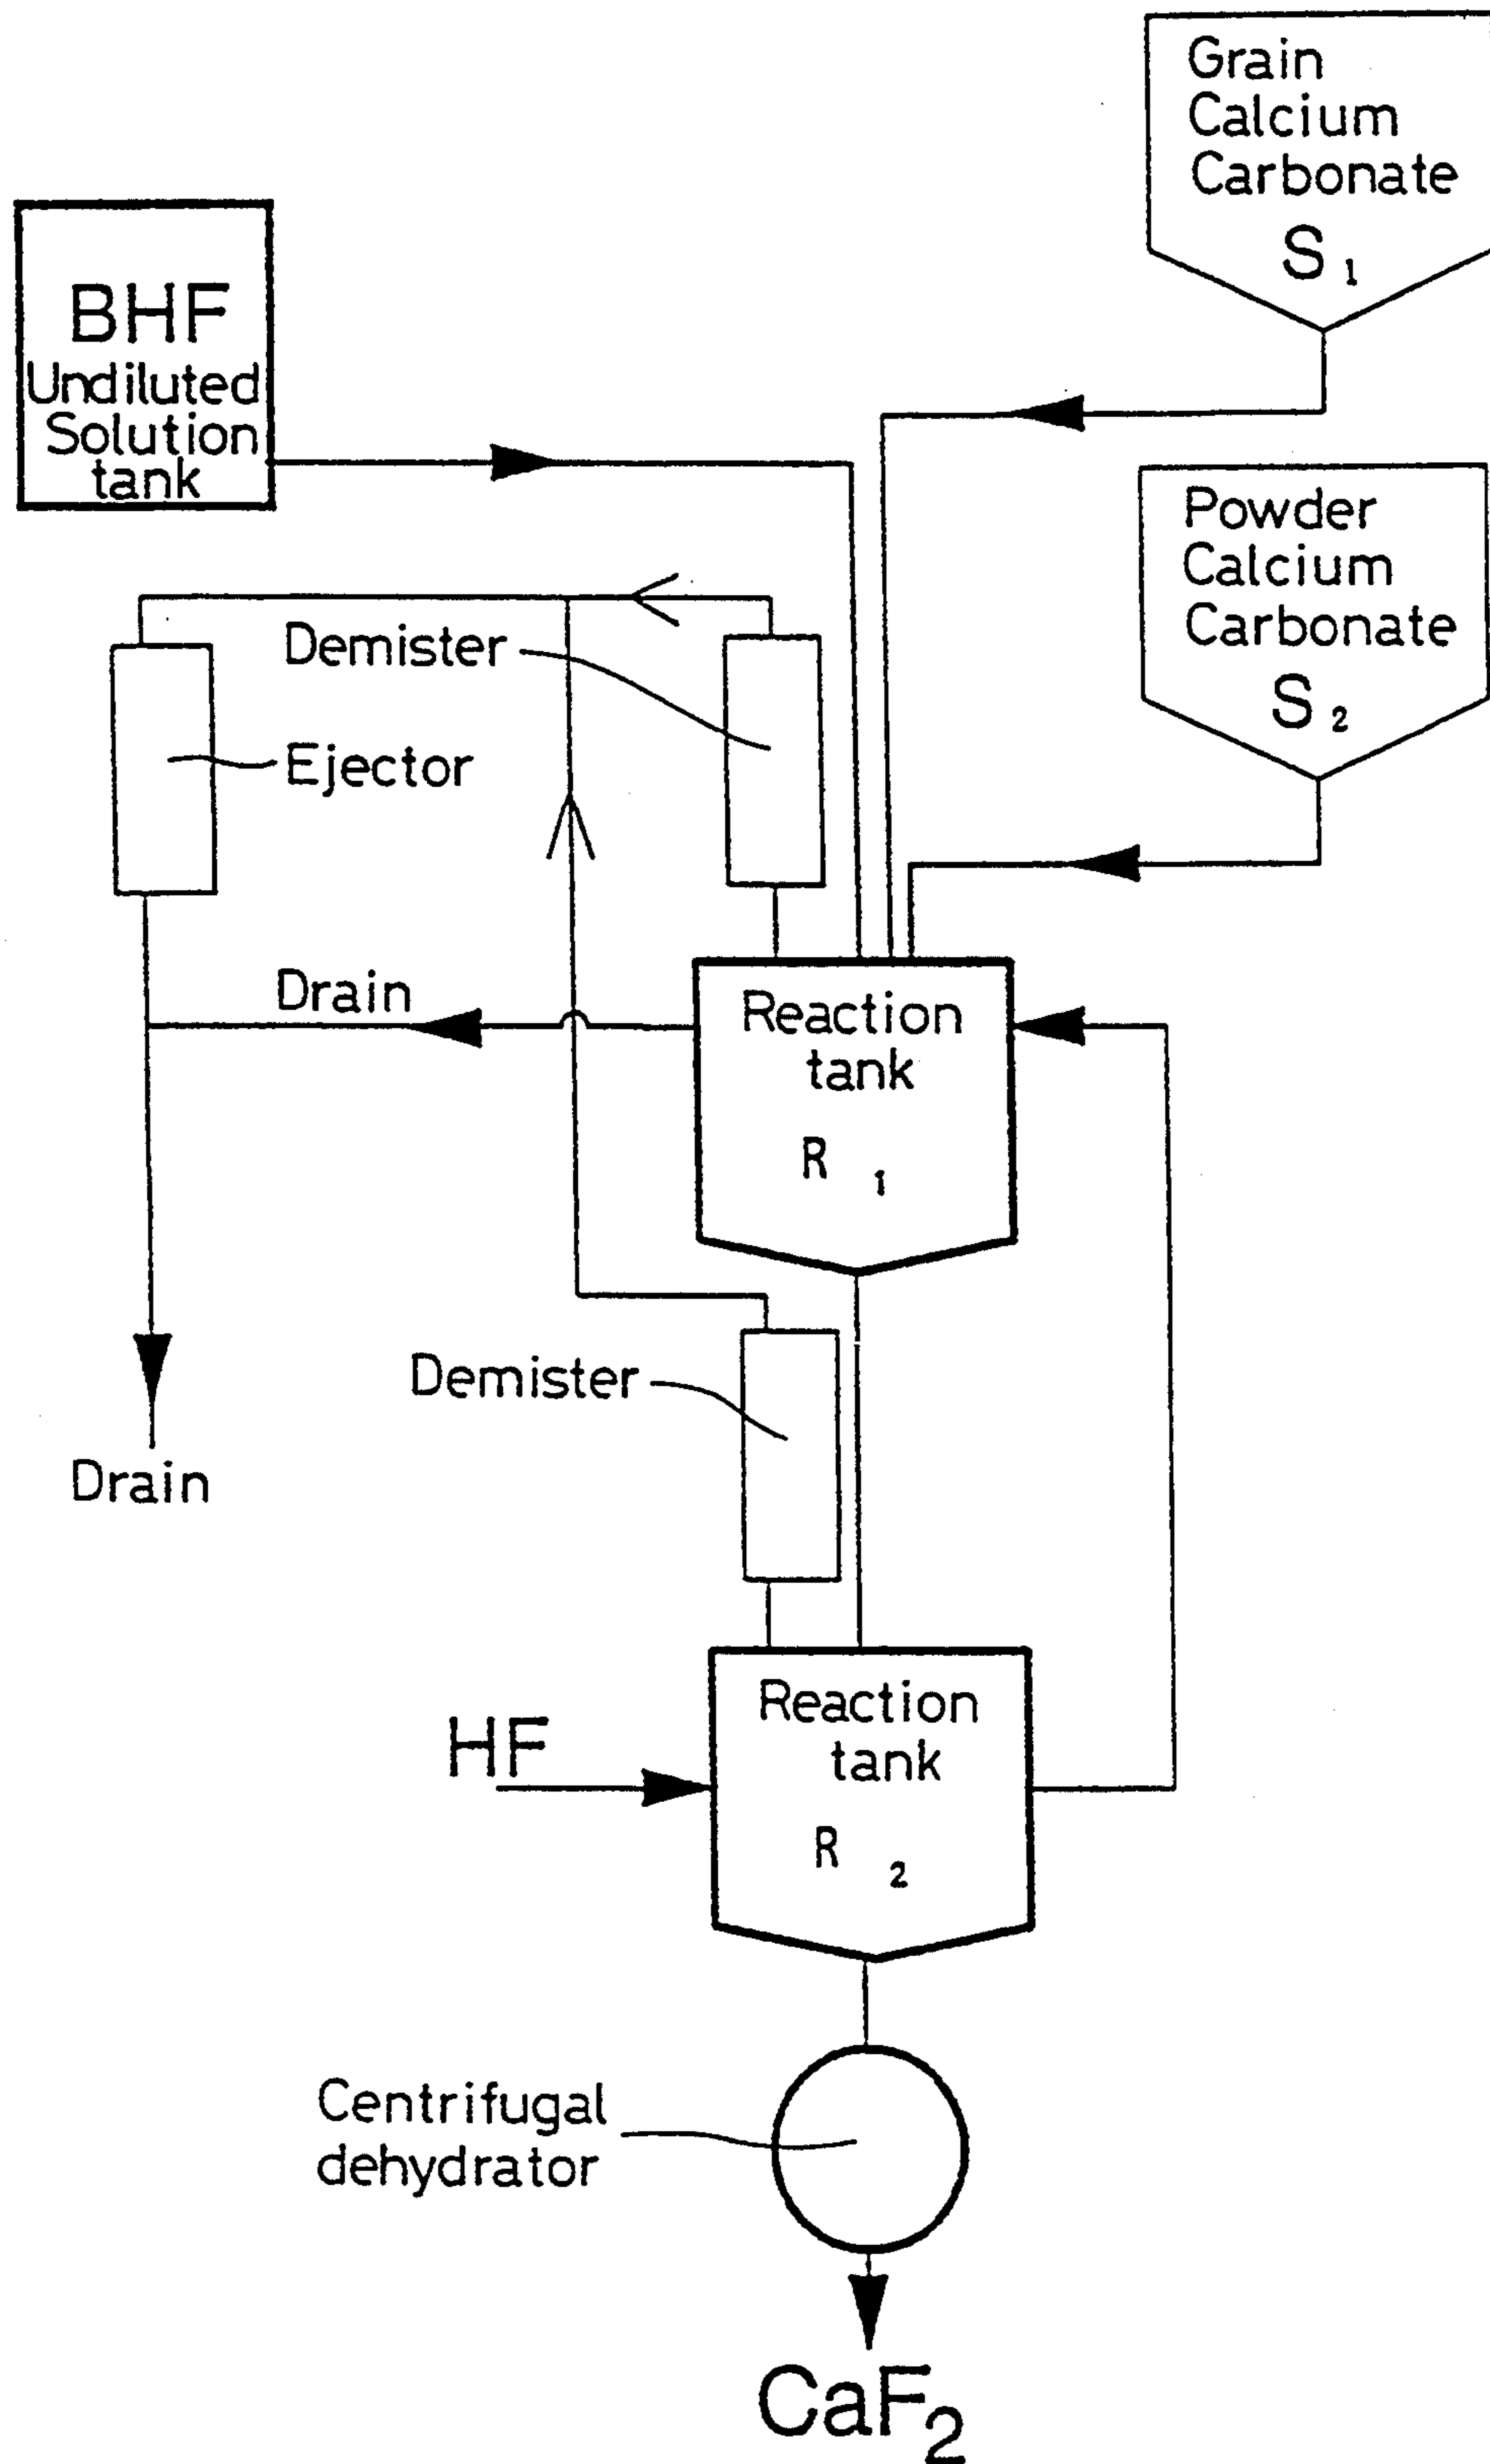 Grain
Calcium
Carbonate
S1
BHF
Undiluted
Solution
tank
Powder
Calcium
Carbonate
S2
Demister
Ejector
Drain
Reaction
tank
R1
Demister
Drain
HF
Reaction
tank
R2
Centrifugal
dehydrator
CaF2